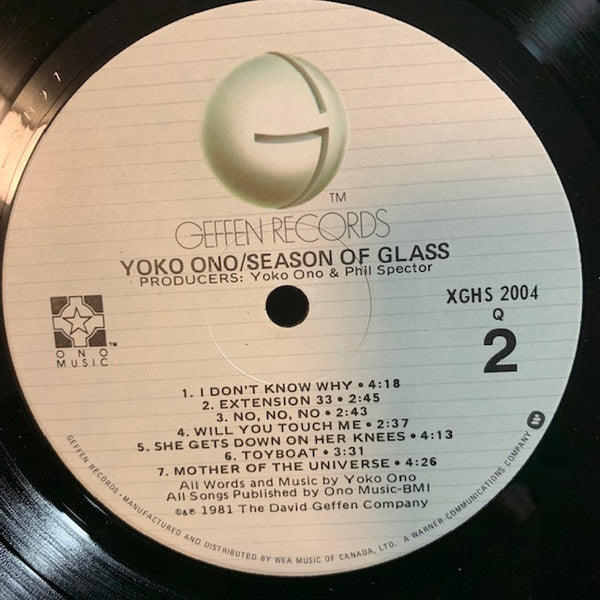 G
TM
GEFFEN RECORDS
YOKO ONO/SEASON OF GLASS
PRODUCERS: Yoko Ono & Phil Spector
ONO
MUSIC
TM
XGHS 2004
Q
2
1. I DON'T KNOW WHY • 4:18
2. EXTENSION 33 • 2:45
3. NO, NO, NO • 2:43
4. WILL YOU TOUCH ME • 2:37
5. SHE GETS DOWN ON HER KNEES • 4:13
6. TOYBOAT • 3:31
7. MOTHER OF THE UNIVERSE • 4:26
All Words and Music by Yoko Ono
All Songs Published by Ono Music-BMI
©&℗ 1981 The David Geffen Company
GEFFEN RECORDS • MANUFACTURED AND DISTRIBUTED BY WEA MUSIC OF CANADA, LTD. A WARNER COMMUNICATIONS COMPANY